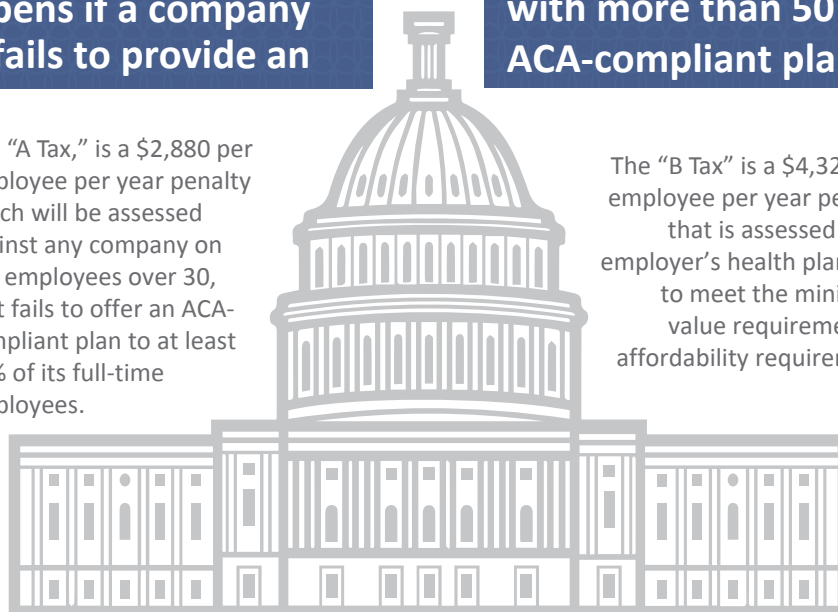 pens if a company
fails to provide an
with more than 50
ACA-compliant pla
"A Tax," is a $2,880 per
ployee per year penalty
ch will be assessed
inst any company on
employees over 30,
t fails to offer an ACA-
mpliant plan to at least
% of its full-time
ployees.
The "B Tax" is a $4,32
employee per year pe
that is assessed
employer's health plan
to meet the mini
value requireme
affordability requiren